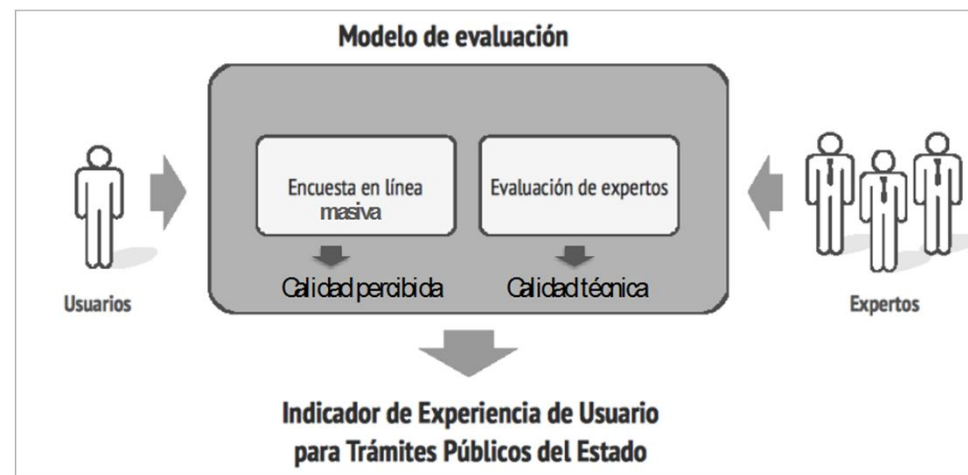 Modelo de evaluación
Encuesta en línea
masiva
Evaluación de expertos
Calidad percibida
Calidad técnica
Usuarios
Expertos
Indicador de Experiencia de Usuario
para Trámites Públicos del Estado